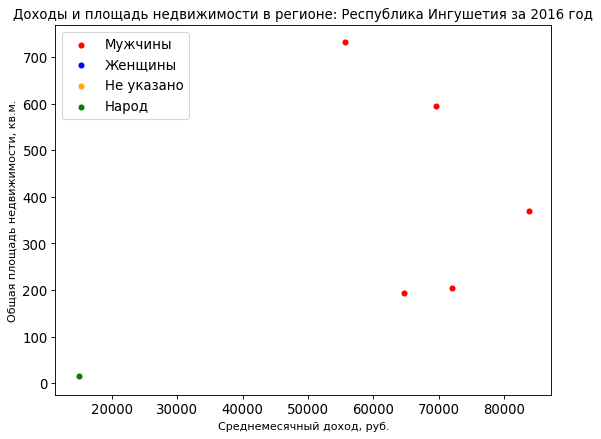 Доходы и площадь недвижимости в регионе: Республика Ингушетия за 2016 год
Мужчины
Женщины
Не указано
Народ
700
600
500
400
300
200
100
0
Общая площадь недвижимости, кв.м.
20000 30000 40000 50000 60000 70000 80000
Среднемесячный доход, руб.